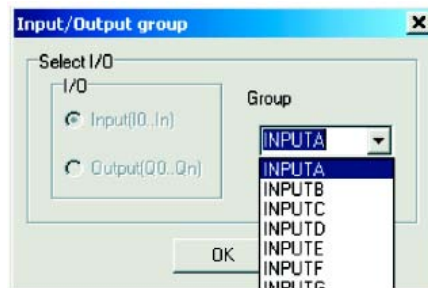 Input/Output group
Select I/O
I/O
Input(I0..In)
Output(Q0..Qn)
Group
INPUTA
INPUTA
INPUTB
INPUTC
INPUTD
INPUTE
INPUTF
INPUTG
OK